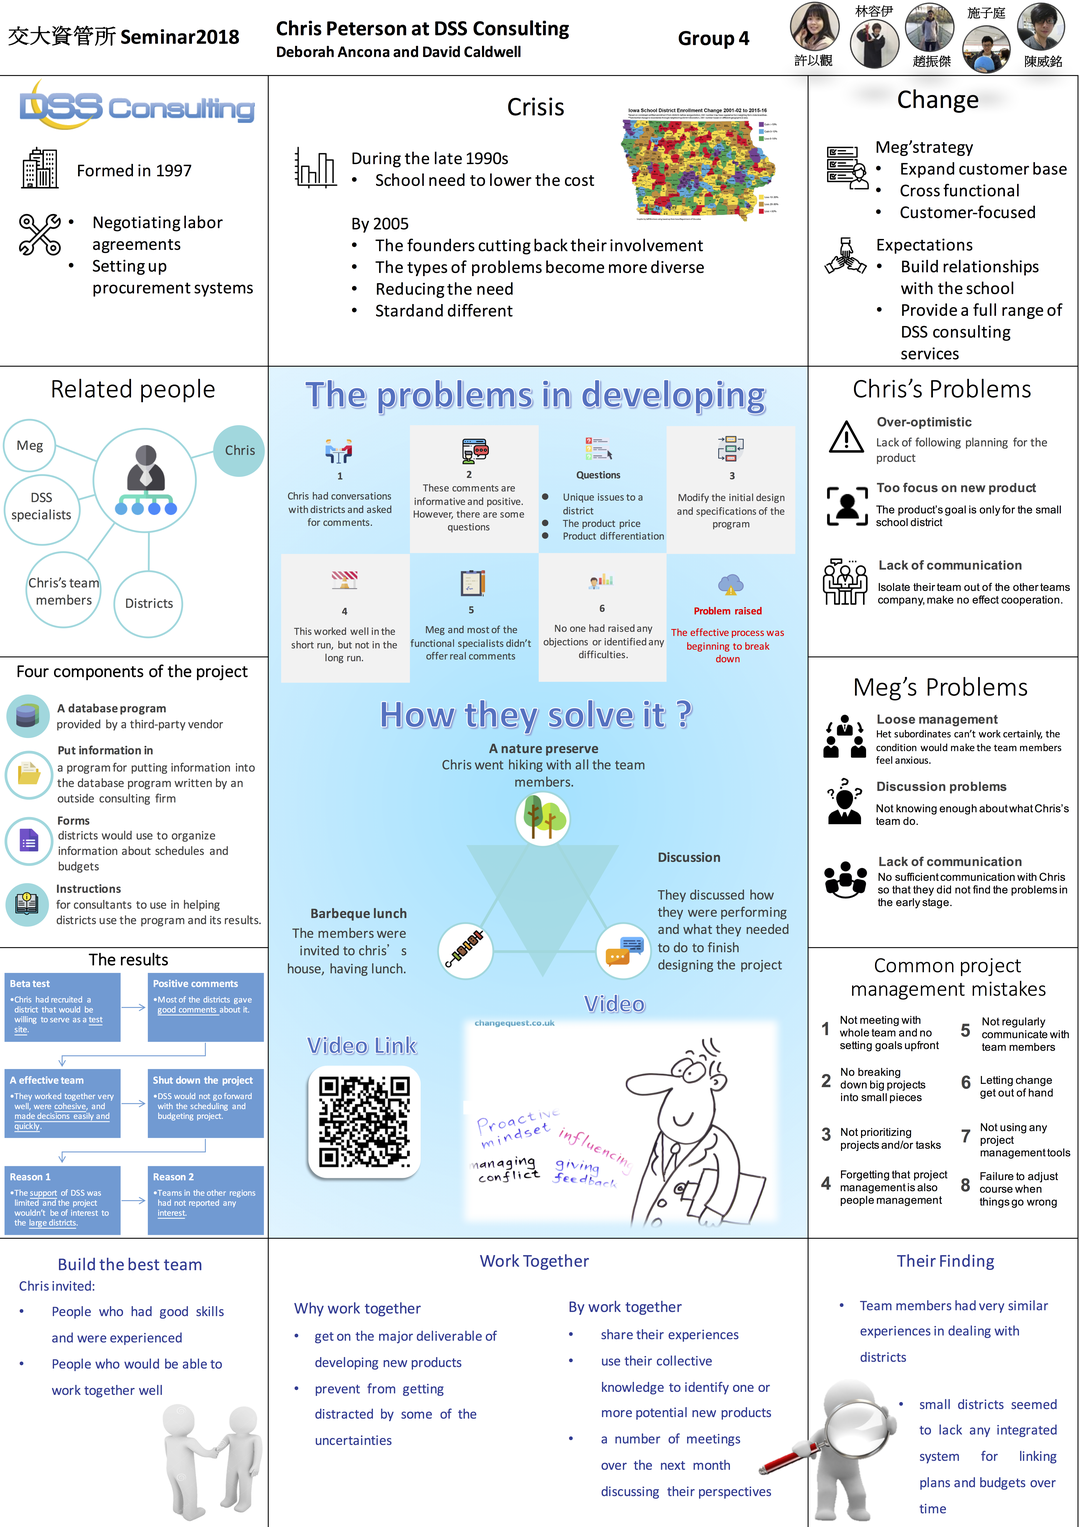 交大資管所 Seminar2018
Chris Peterson at DSS Consulting
Deborah Ancona and David Caldwell
Group 4
許以觀
林容伊
趙振傑
施子庭
陳威銘
DSS Consulting
Formed in 1997
• Negotiating labor
agreements
• Setting up
procurement systems
Crisis
During the late 1990s
• School need to lower the cost
By 2005
• The founders cutting back their involvement
• The types of problems become more diverse
• Reducing the need
• Stardand different
Iowa School District Enrollment Change 2001-02 to 2015-16
Change
Meg'strategy
• Expand customer base
• Cross functional
• Customer-focused
Expectations
• Build relationships
with the school
• Provide a full range of
DSS consulting
services
Related people
Meg
Chris
DSS
specialists
Chris's team
members
Districts
The problems in developing
1
Chris had conversations
with districts and asked
for comments.
2
These comments are
informative and positive.
However, there are some
questions
Questions
● Unique issues to a
district
● The product price
● Product differentiation
3
Modify the initial design
and specifications of the
program
4
This worked well in the
short run, but not in the
long run.
5
Meg and most of the
functional specialists didn't
offer real comments
6
No one had raised any
objections or identified any
difficulties.
Problem raised
The effective process was
beginning to break
down
Chris's Problems
Over-optimistic
Lack of following planning for the
product
Too focus on new product
The product's goal is only for the small
school district
Lack of communication
Isolate their team out of the other teams
company, make no effect cooperation.
Four components of the project
A database program
provided by a third-party vendor
Put information in
a program for putting information into
the database program written by an
outside consulting firm
Forms
districts would use to organize
information about schedules and
budgets
Instructions
for consultants to use in helping
districts use the program and its results.
How they solve it ?
A nature preserve
Chris went hiking with all the team
members.
Barbeque lunch
The members were
invited to chris' s
house, having lunch.
Discussion
They discussed how
they were performing
and what they needed
to do to finish
designing the project
Meg's Problems
Loose management
Het subordinates can't work certainly, the
condition would make the team members
feel anxious.
Discussion problems
Not knowing enough about what Chris's
team do.
Lack of communication
No sufficient communication with Chris
so that they did not find the problems in
the early stage.
The results
Beta test
•Chris had recruited a
district that would be
willing to serve as a test
site.
Positive comments
•Most of the districts gave
good comments about it.
A effective team
•They worked together very
well, were cohesive, and
made decisions easily and
quickly.
Shut down the project
•DSS would not go forward
with the scheduling and
budgeting project.
Reason 1
•The support of DSS was
limited and the project
wouldn't be of interest to
the large districts.
Reason 2
•Teams in the other regions
had not reported any
interest.
Video Link
Video
changequest.co.uk
Proactive
mindset
influencing
managing
conflict
giving
feedback
Common project
management mistakes
1 Not meeting with
whole team and no
setting goals upfront
2 No breaking
down big projects
into small pieces
3 Not prioritizing
projects and/or tasks
4 Forgetting that project
management is also
people management
5 Not regularly
communicate with
team members
6 Letting change
get out of hand
7 Not using any
project
management tools
8 Failure to adjust
course when
things go wrong
Build the best team
Chris invited:
• People who had good skills
and were experienced
• People who would be able to
work together well
Work Together
Why work together
• get on the major deliverable of
developing new products
• prevent from getting
distracted by some of the
uncertainties
By work together
• share their experiences
• use their collective
knowledge to identify one or
more potential new products
• a number of meetings
over the next month
discussing their perspectives
Their Finding
• Team members had very similar
experiences in dealing with
districts
• small districts seemed
to lack any integrated
system for linking
plans and budgets over
time